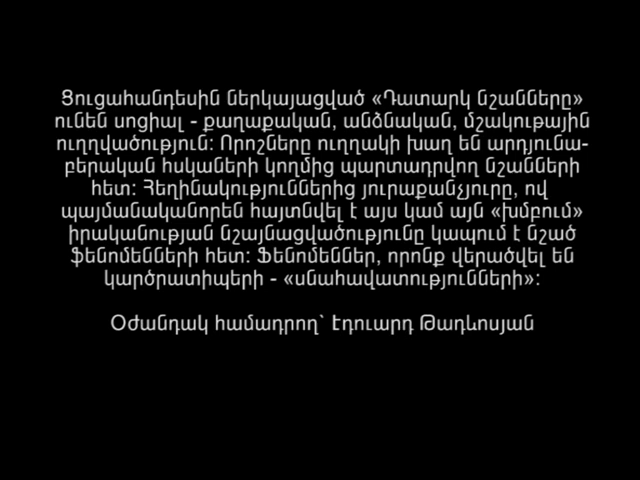 Ցուցահանդեսին ներկայացված «Դատարկ նշանները»
ունեն սոցիալ - քաղաքական, անձնական, մշակութային
ուղղվածություն: Որոշները ուղղակի խաղ են արդյունա-
բերական հսկաների կողմից պարտադրվող նշանների
հետ: Հեղինակություններից յուրաքանչյուրը, ով
պայմանականորեն հայտնվել է այս կամ այն «խմբում»
իրականության նշայնացվածությունը կապում է նշած
ֆենոմենների հետ: Ֆենոմեններ, որոնք վերածվել են
կարծրատիպերի - «սնահավատությունների»:
Օժանդակ համադրող՝ Էդուարդ Թադևոսյան